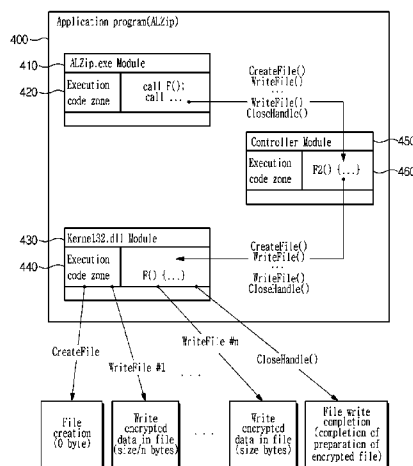 Application program(ALZip)
400
410
ALZip.exe Module
420
Execution
code zone
call F();
call ...
CreateFile()
WriteFile()
...
WriteFile()
CloseHandle()
Controller Module
450
Execution
code zone
F2() {...}
460
430
Kernel32.dll Module
440
Execution
code zone
F() {...}
CreateFile()
WriteFile()
...
WriteFile()
CloseHandle()
CreateFile
WriteFile #1
...
WriteFile #n
CloseHandle()
File
creation
(0 byte)
Write
encrypted
data in file
(size/n bytes)
...
Write
encrypted
data in file
(size bytes)
File write
completion
(completion of
preparation of
encrypted file)